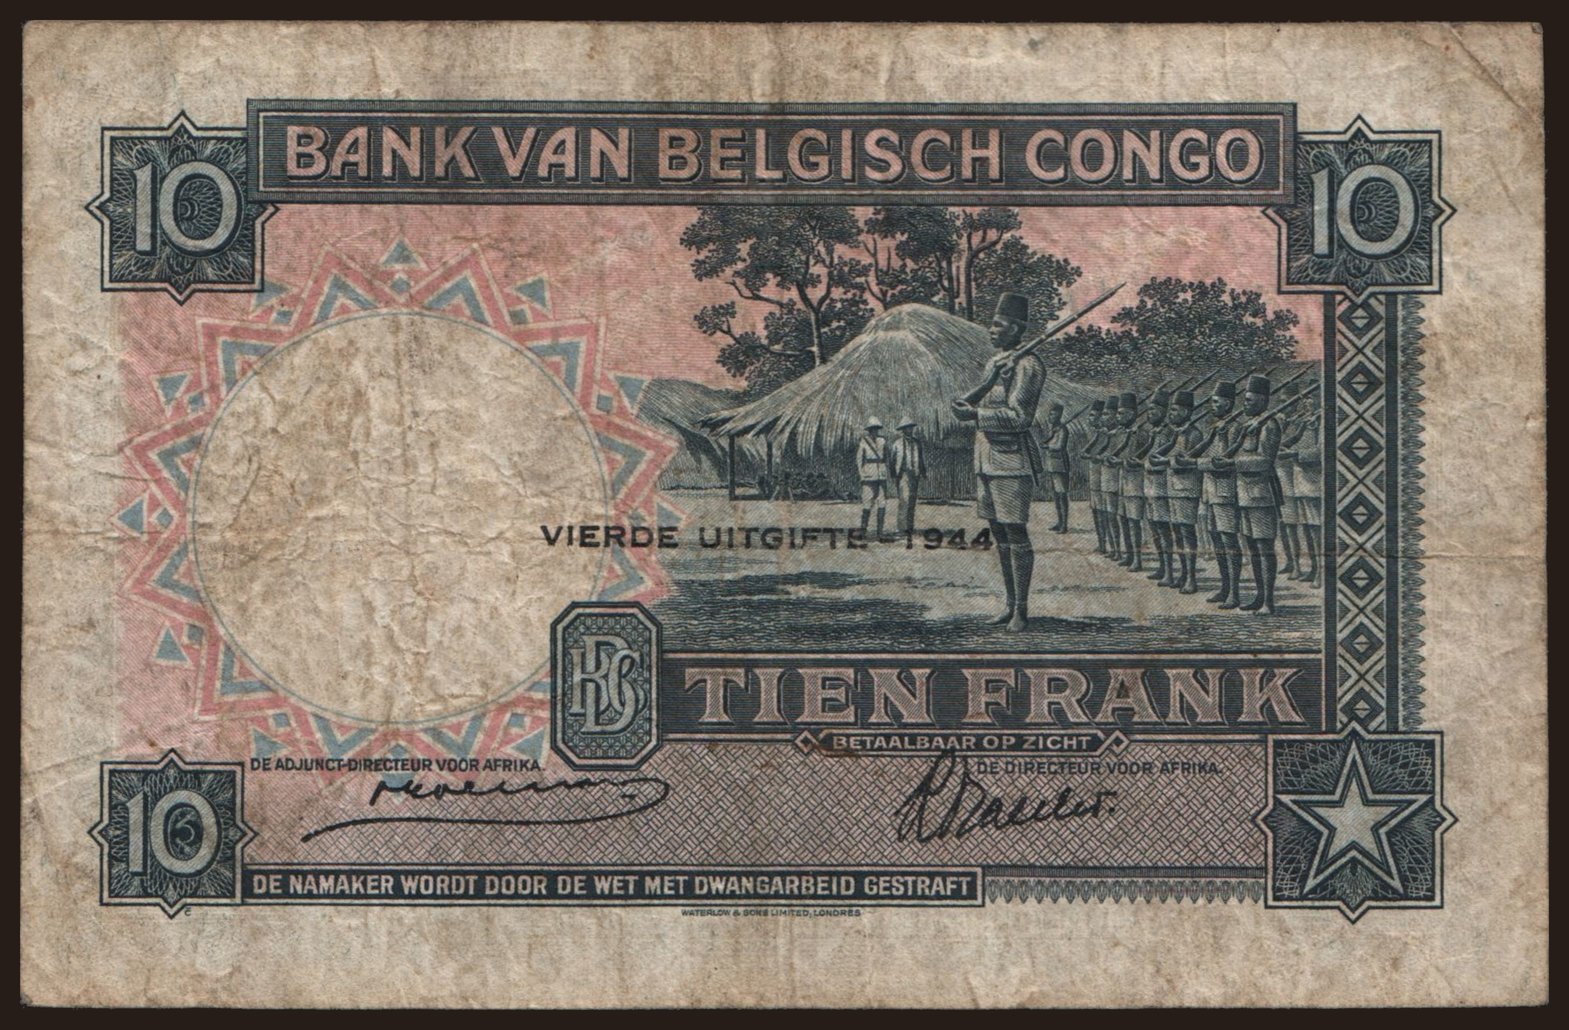 BANK VAN BELGISCH CONGO
10
10
VIERDE UITGIFTE-1944
BCB
TIEN FRANK
BETAALBAAR OP ZICHT
DE ADJUNCT-DIRECTEUR VOOR AFRIKA.
DE DIRECTEUR VOOR AFRIKA.
10
DE NAMAKER WORDT DOOR DE WET MET DWANGARBEID GESTRAFT
C
WATERLOW & SONS LIMITED, LONDRES